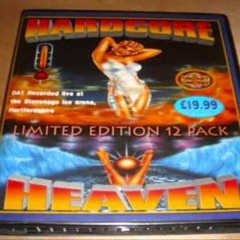 HARDCORE
DAT Recorded live at
the Stevenage ice arena,
Hertfordshire
£19.99
LIMITED EDITION 12 PACK
HEAVEN